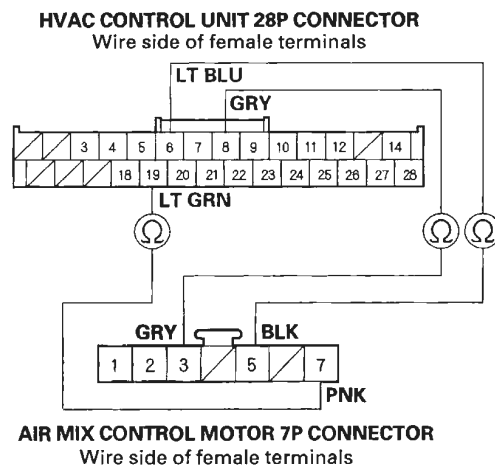 HVAC CONTROL UNIT 28P CONNECTOR
Wire side of female terminals
LT BLU
GRY
3 4 5 6 7 8 9 10 11 12 14
18 19 20 21 22 23 24 25 26 27 28
LT GRN
Ω Ω Ω
GRY BLK
1 2 3 5 7
PNK
AIR MIX CONTROL MOTOR 7P CONNECTOR
Wire side of female terminals